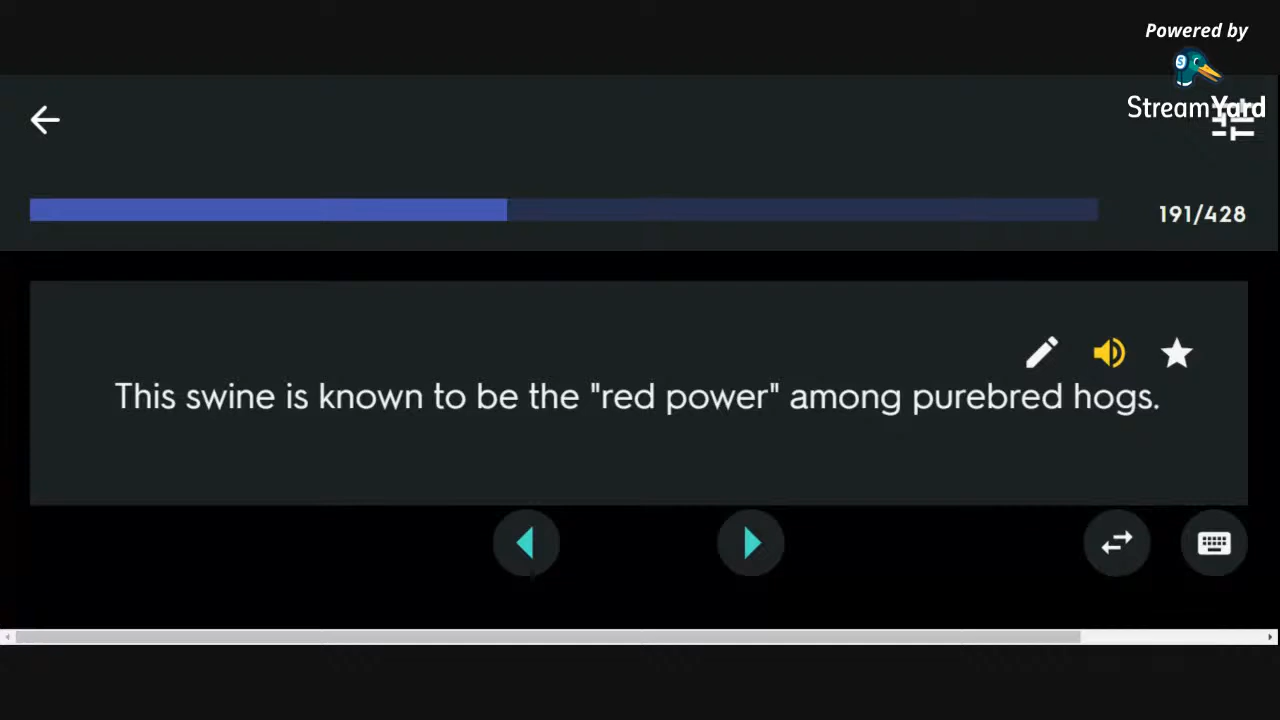 Powered by
StreamYard
191/428
This swine is known to be the "red power" among purebred hogs.